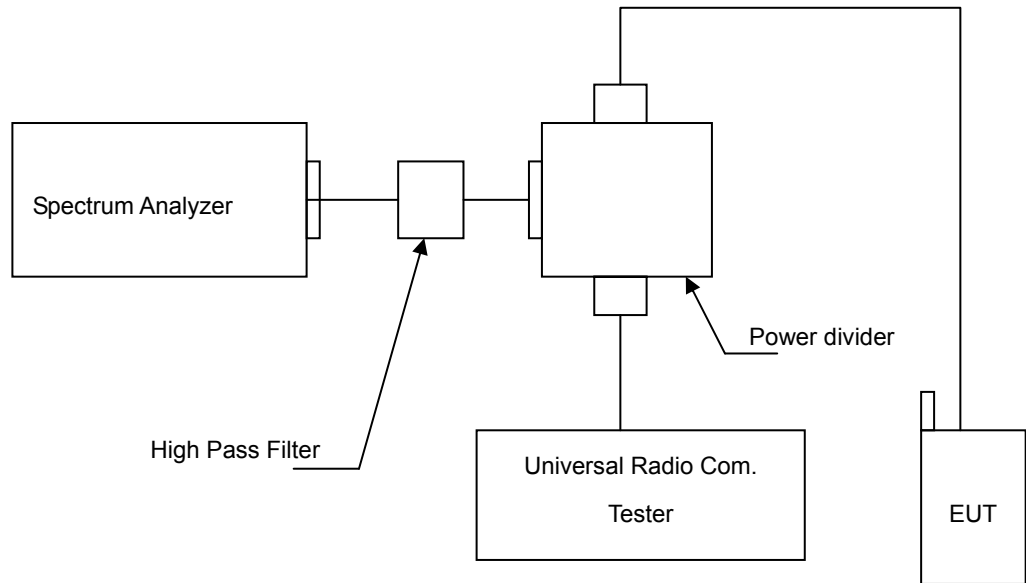 Spectrum Analyzer
Power divider
High Pass Filter
Universal Radio Com.
Tester
EUT